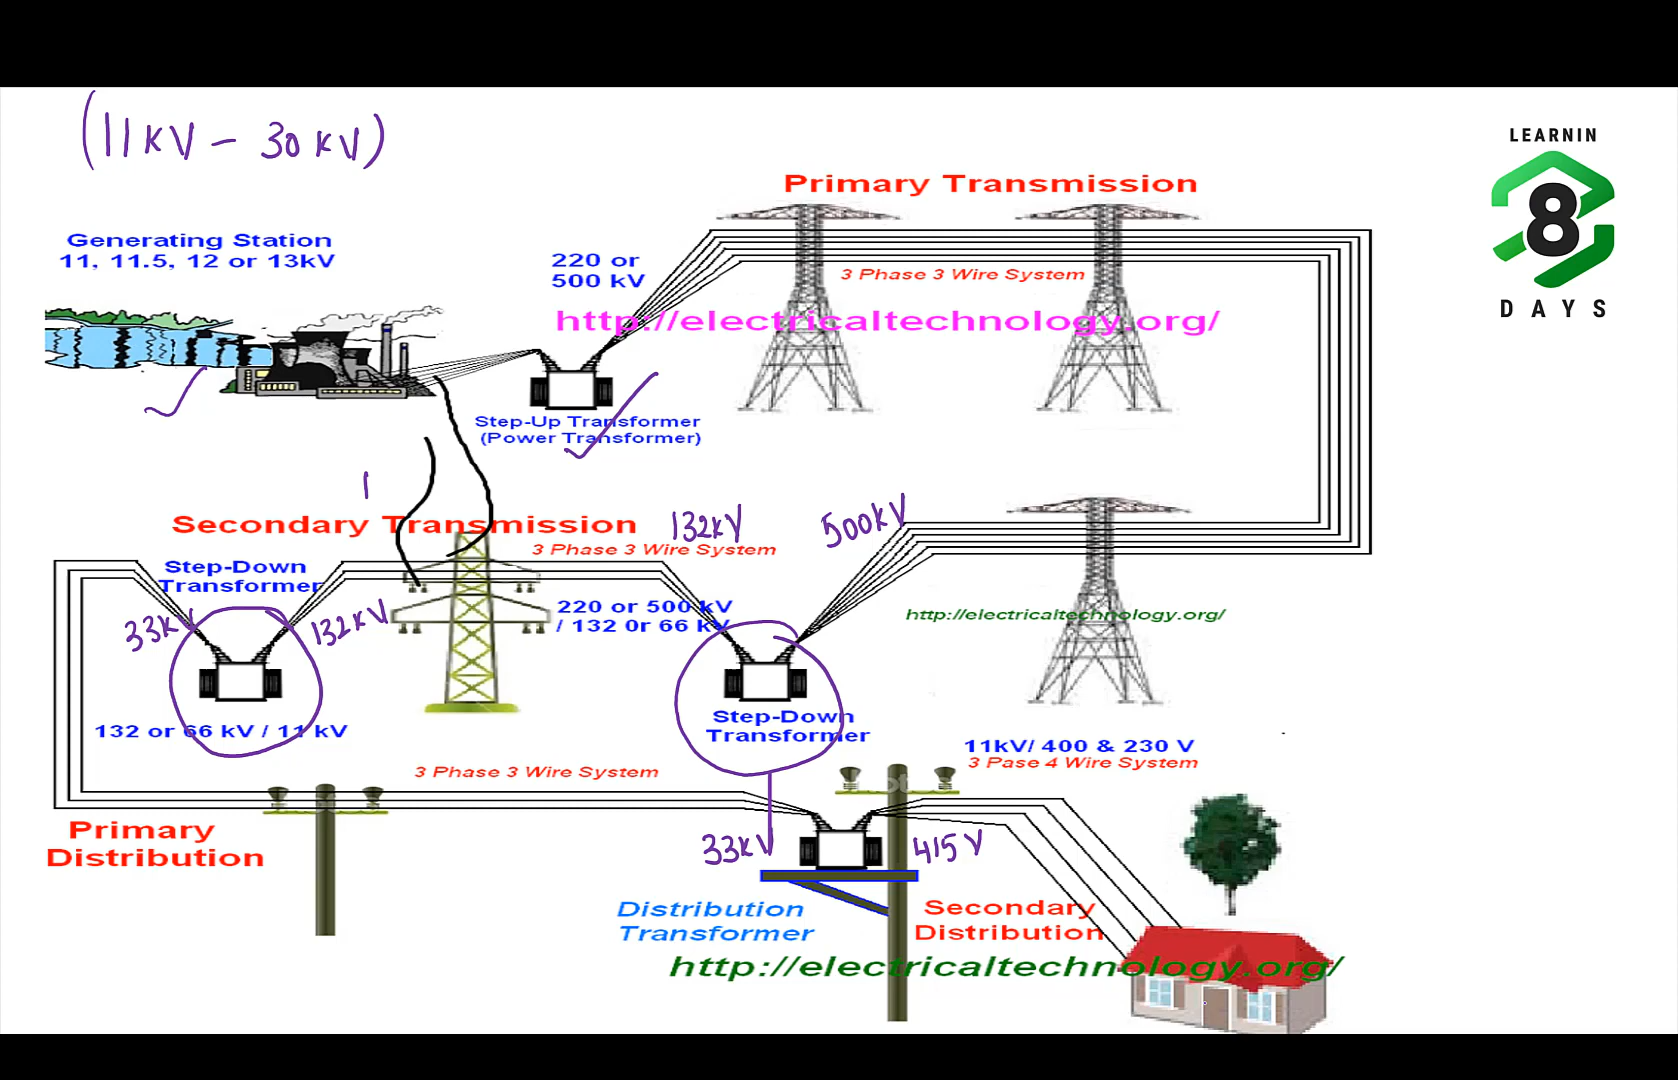 (11KV - 30KV)
LEARNIN
8
DAYS
Primary Transmission
Generating Station
11, 11.5, 12 or 13kV
220 or
500 kV
3 Phase 3 Wire System
http://electricaltechnology.org/
Step-Up Transformer
(Power Transformer)
Secondary Transmission
132kV
500kV
3 Phase 3 Wire System
Step-Down
Transformer
33KV
132KV
220 or 500 kV
/ 132 0r 66 kV
http://electricaltechnology.org/
132 or 66 kV / 11 kV
Step-Down
Transformer
11kV/ 400 & 230 V
3 Pase 4 Wire System
3 Phase 3 Wire System
Primary
Distribution
33KV
415V
Distribution
Transformer
Secondary
Distribution
http://electricaltechnology.org/